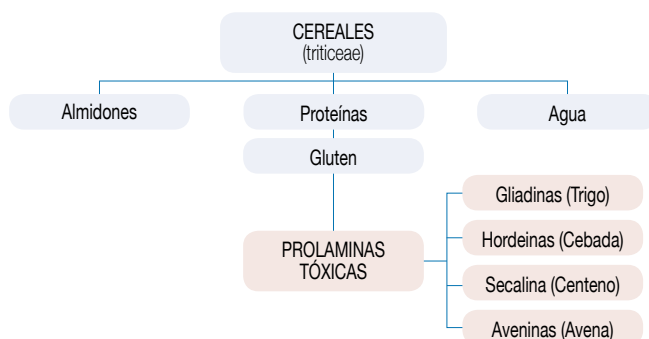 CEREALES
(triticeae)
Almidones
Proteínas
Agua
Gluten
PROLAMINAS
TÓXICAS
Gliadinas (Trigo)
Hordeinas (Cebada)
Secalina (Centeno)
Aveninas (Avena)